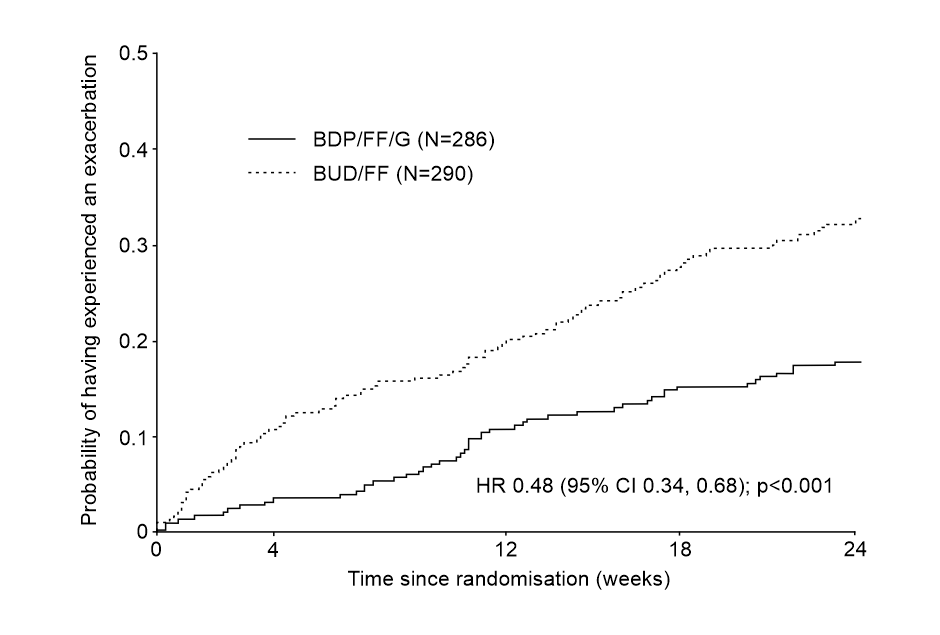 Probability of having experienced an exacerbation
0.5
0.4
0.3
0.2
0.1
0
BDP/FF/G (N=286)
BUD/FF (N=290)
HR 0.48 (95% CI 0.34, 0.68); p<0.001
0 4 12 18 24
Time since randomisation (weeks)